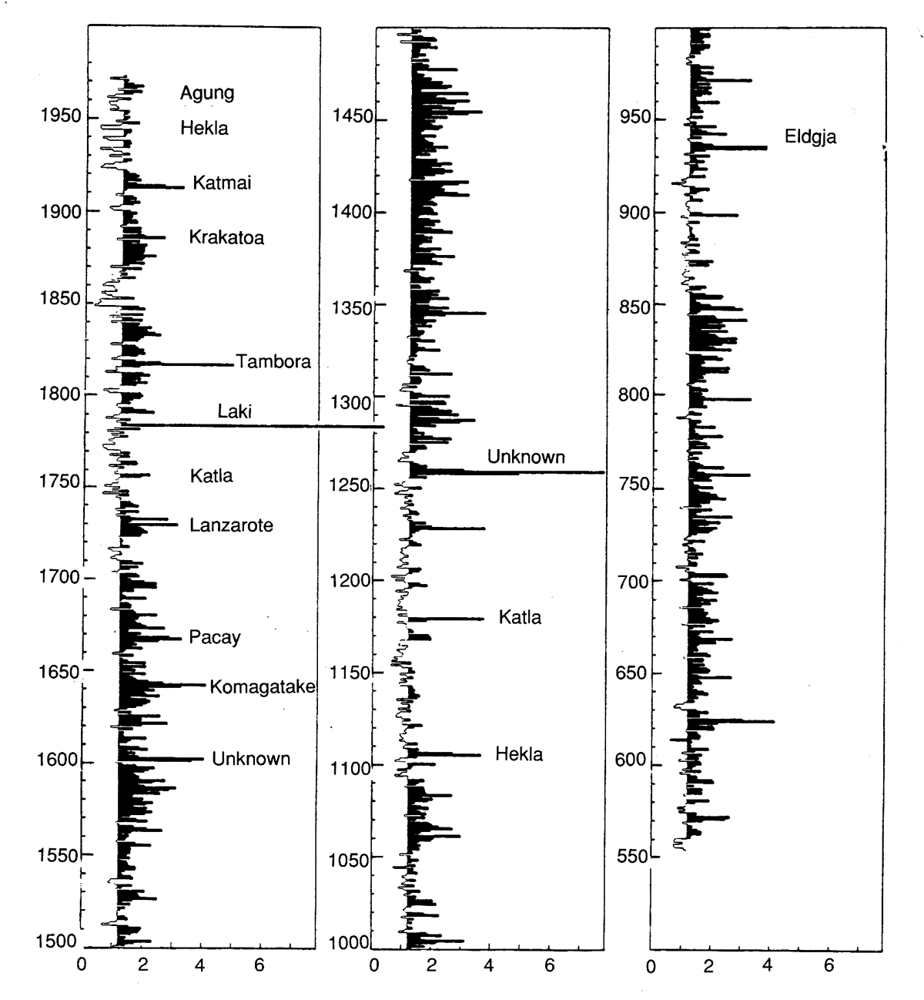 Agung
1950
Hekla
Katmai
1900
Krakatoa
1850
Tambora
1800
Laki
Katla
1750
Lanzarote
1700
Pacay
1650
Komagatake
Unknown
1600
1550
1500
0 2 4 6
1450
1400
1350
1300
Unknown
1250
1200
Katla
1150
Hekla
1100
1050
1000
0 2 4 6
950
Eldgja
900
850
800
750
700
650
600
550
0 2 4 6